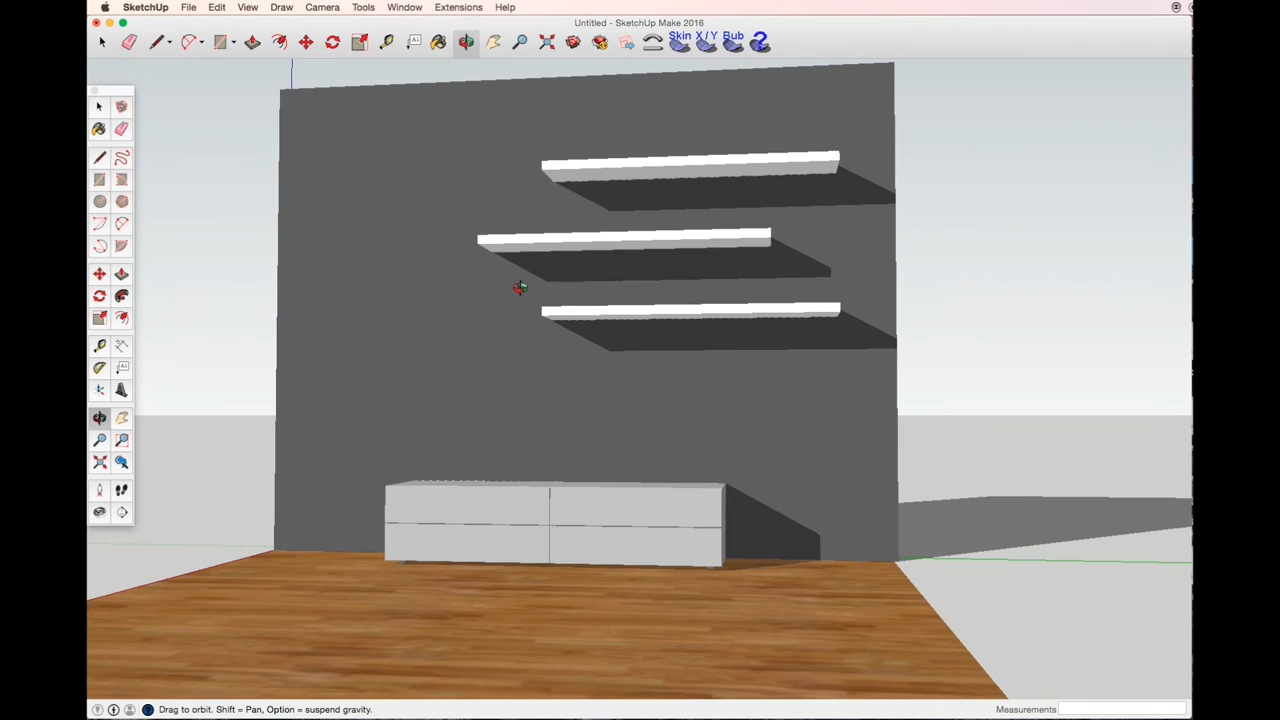 SketchUp File Edit View Draw Camera Tools Window Extensions Help
Untitled - SketchUp Make 2016
Skin X/Y Bub
Drag to orbit. Shift = Pan, Option = suspend gravity.
Measurements